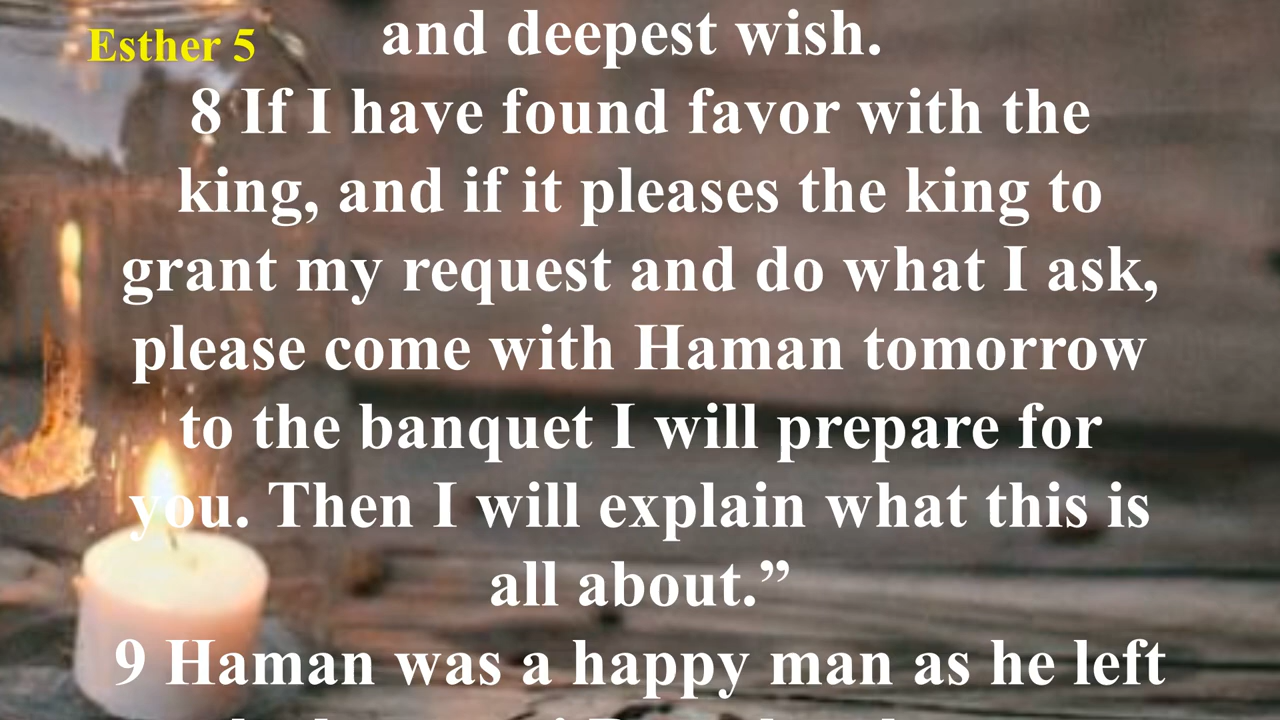 Esther 5
and deepest wish.
8 If I have found favor with the
king, and if it pleases the king to
grant my request and do what I ask,
please come with Haman tomorrow
to the banquet I will prepare for
you. Then I will explain what this is
all about.”
9 Haman was a happy man as he left